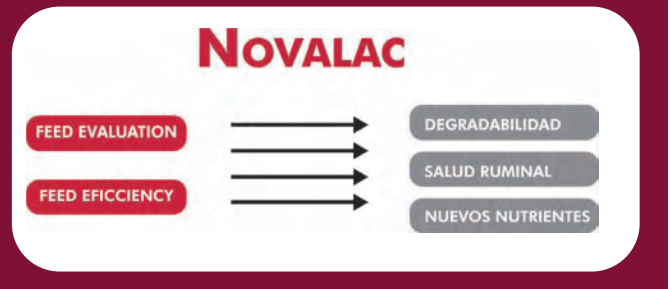 NOVALAC
FEED EVALUATION
FEED EFICCIENCY
DEGRADABILIDAD
SALUD RUMINAL
NUEVOS NUTRIENTES